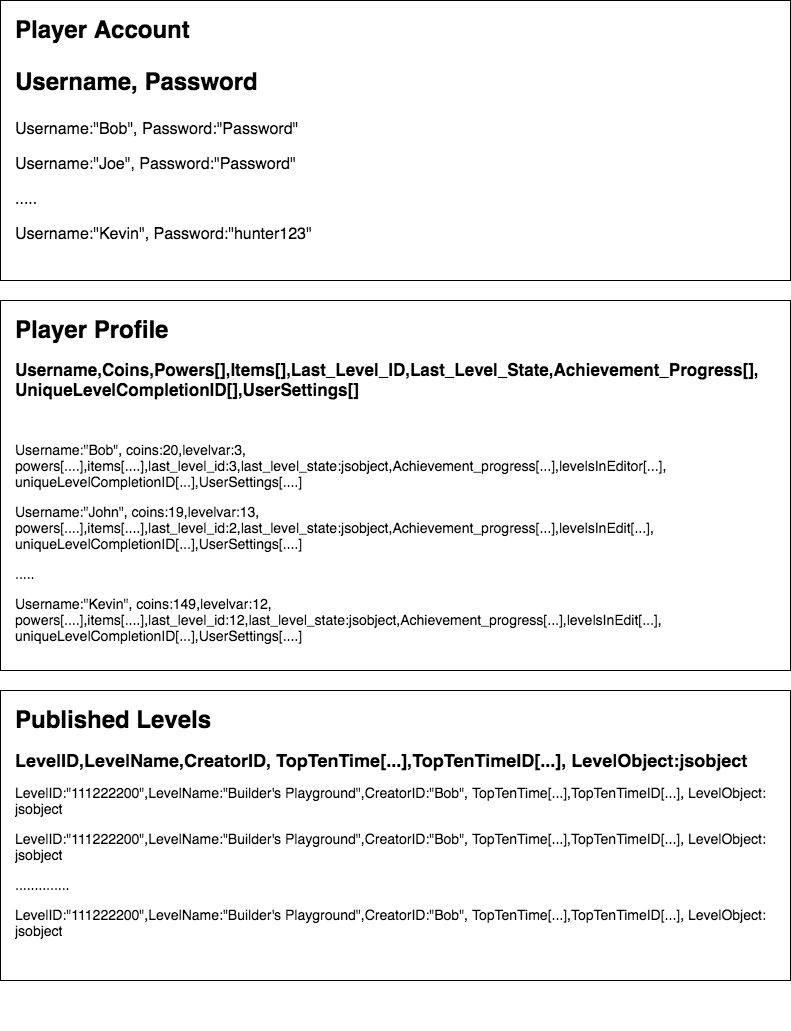 Player Account
Username, Password
Username:"Bob", Password:"Password"
Username:"Joe", Password:"Password"
.....
Username:"Kevin", Password:"hunter123"
Player Profile
Username,Coins,Powers[],Items[],Last_Level_ID,Last_Level_State,Achievement_Progress[],
UniqueLevelCompletionID[],UserSettings[]
Username:"Bob", coins:20,levelvar:3,
powers[....],items[....],last_level_id:3,last_level_state:jsobject,Achievement_progress[...],levelsInEditor[...],
uniqueLevelCompletionID[...],UserSettings[....]
Username:"John", coins:19,levelvar:13,
powers[....],items[....],last_level_id:2,last_level_state:jsobject,Achievement_progress[...],levelsInEdit[...],
uniqueLevelCompletionID[...],UserSettings[....]
.....
Username:"Kevin", coins:149,levelvar:12,
powers[....],items[....],last_level_id:12,last_level_state:jsobject,Achievement_progress[...],levelsInEdit[...],
uniqueLevelCompletionID[...],UserSettings[....]
Published Levels
LevelID,LevelName,CreatorID, TopTenTime[...],TopTenTimeID[...], LevelObject:jsobject
LevelID:"111222200",LevelName:"Builder's Playground",CreatorID:"Bob", TopTenTime[...],TopTenTimeID[...], LevelObject:
jsobject
LevelID:"111222200",LevelName:"Builder's Playground",CreatorID:"Bob", TopTenTime[...],TopTenTimeID[...], LevelObject:
jsobject
..............
LevelID:"111222200",LevelName:"Builder's Playground",CreatorID:"Bob", TopTenTime[...],TopTenTimeID[...], LevelObject:
jsobject